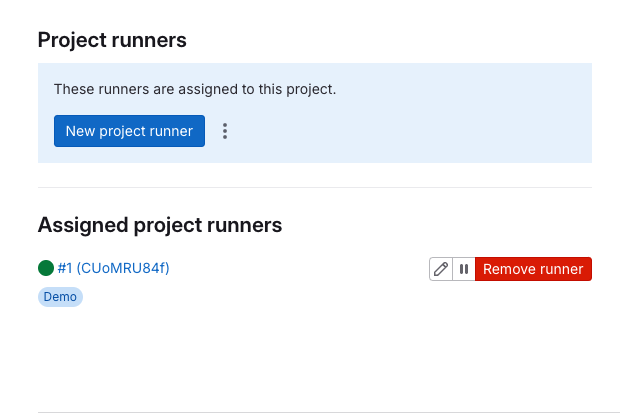 Project runners
These runners are assigned to this project.
New project runner
Assigned project runners
#1 (CUoMRU84f)
Remove runner
Demo